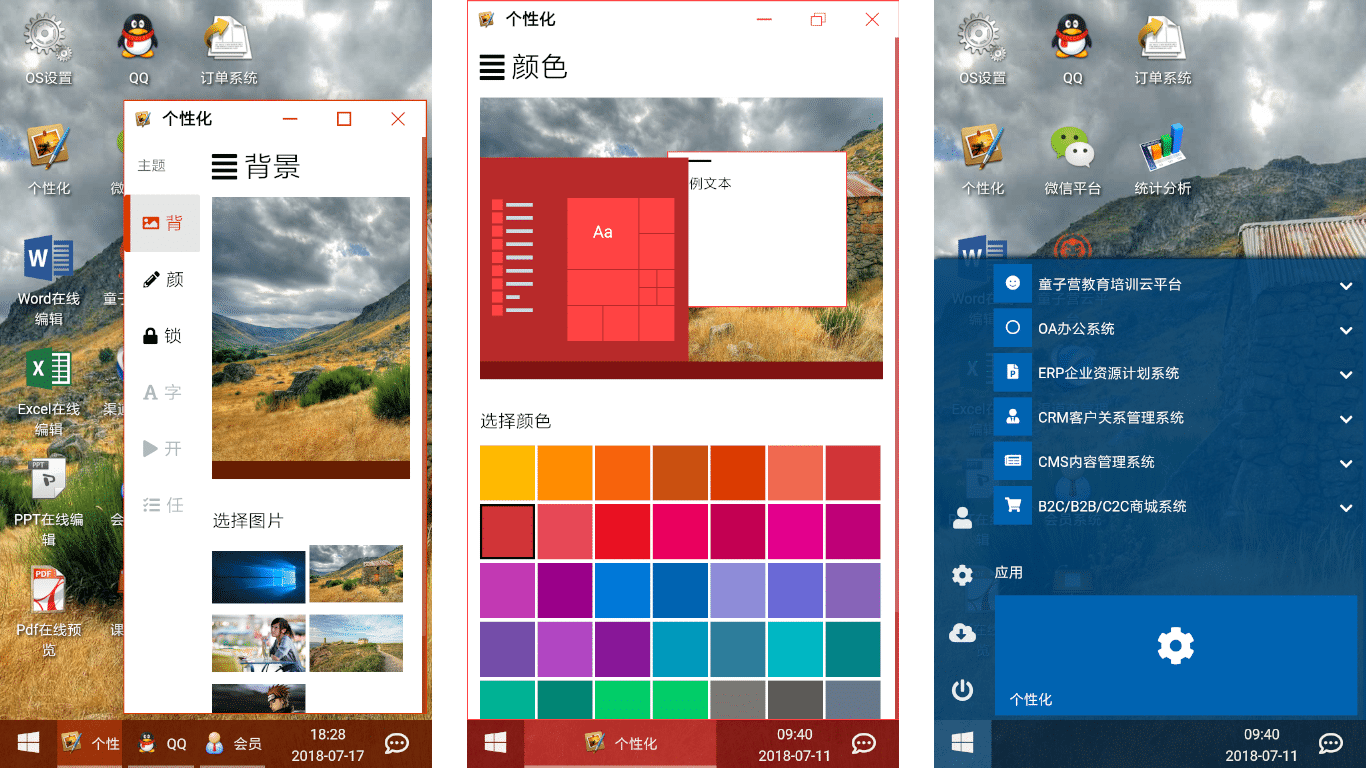 OS设置
QQ
订单系统
个性化
个性化
主题
背景
背
颜
锁
字
开
任
选择图片
Word在线
编辑
Excel在线
编辑
PPT
PPT在线编
辑
PDF
Pdf在线预
览
个性
QQ
会员
18:28
2018-07-17
个性化
颜色
例文本
Aa
选择颜色
个性化
09:40
2018-07-11
OS设置
QQ
订单系统
个性化
微信平台
统计分析
童子营教育培训云平台
OA办公系统
ERP企业资源计划系统
CRM客户关系管理系统
CMS内容管理系统
B2C/B2B/C2C商城系统
应用
个性化
09:40
2018-07-11